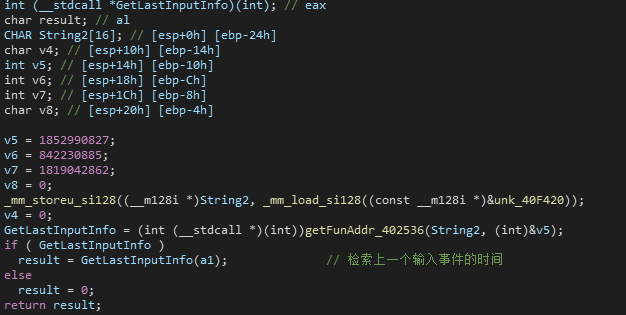 int (__stdcall *GetLastInputInfo)(int); // eax
char result; // al
CHAR String2[16]; // [esp+0h] [ebp-24h]
char v4; // [esp+10h] [ebp-14h]
int v5; // [esp+14h] [ebp-10h]
int v6; // [esp+18h] [ebp-Ch]
int v7; // [esp+1Ch] [ebp-8h]
char v8; // [esp+20h] [ebp-4h]
v5 = 1852990827;
v6 = 842230885;
v7 = 1819042862;
v8 = 0;
_mm_storeu_si128((__m128i *)String2, _mm_load_si128((const __m128i *)&unk_40F420));
v4 = 0;
GetLastInputInfo = (int (__stdcall *)(int))getFunAddr_402536(String2, (int)&v5);
if ( GetLastInputInfo )
result = GetLastInputInfo(a1); // 检索上一个输入事件的时间
else
result = 0;
return result;